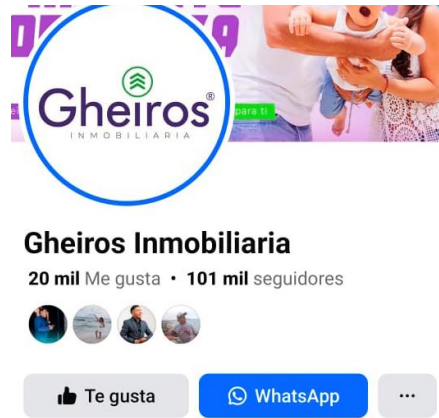 para ti
Gheiros®
INMOBILIARIA
Gheiros Inmobiliaria
20 mil Me gusta • 101 mil seguidores
Te gusta
WhatsApp
...